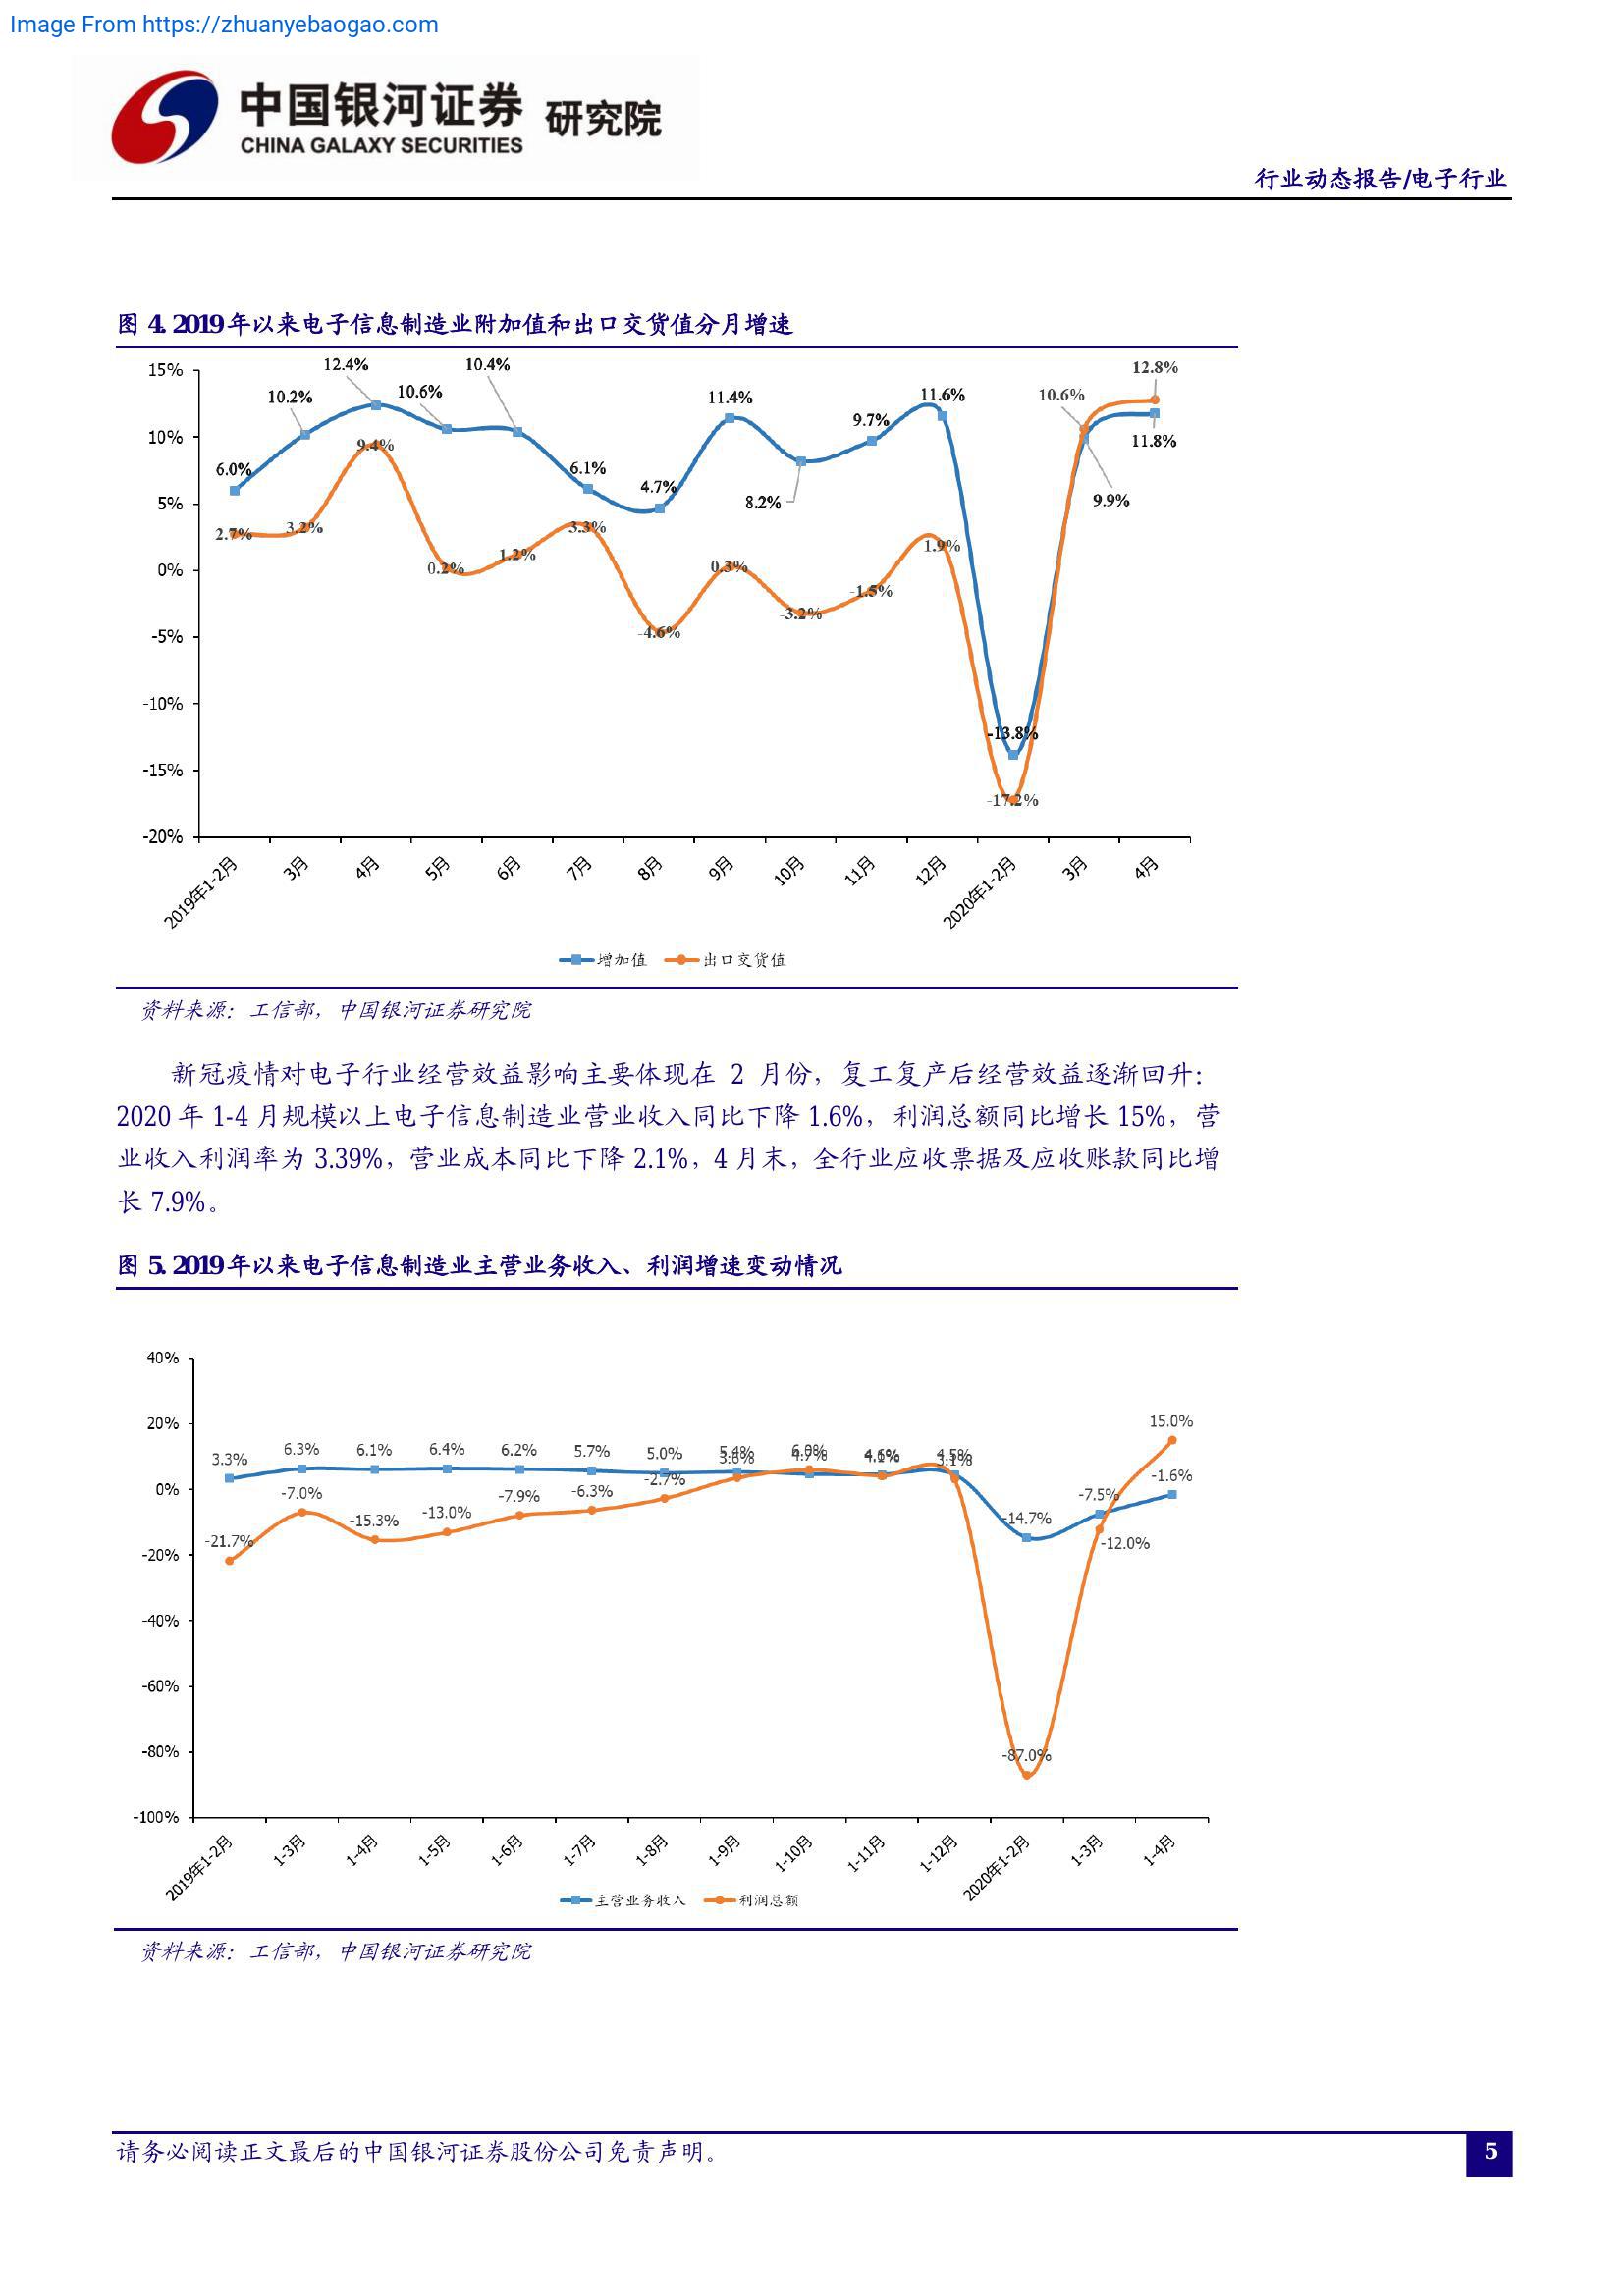 Image From https://zhuanyebaogao.com
中国银河证券 研究院
CHINA GALAXY SECURITIES
行业动态报告/电子行业
图 4. 2019年以来电子信息制造业附加值和出口交货值分月增速
15%
10%
5%
0%
-5%
-10%
-15%
-20%
6.0% 10.2% 12.4% 10.6% 10.4% 6.1% 4.7% 11.4% 8.2% 9.7% 11.6% -13.8% 9.9% 11.8%
2.7% 3.2% 9.4% 0.2% 1.2% 3.3% -4.6% 0.3% -3.2% -1.5% 1.9% -17.2% 10.6% 12.8%
2019年1-2月 3月 4月 5月 6月 7月 8月 9月 10月 11月 12月 2020年1-2月 3月 4月
增加值 出口交货值
资料来源：工信部，中国银河证券研究院
新冠疫情对电子行业经营效益影响主要体现在 2 月份，复工复产后经营效益逐渐回升：
2020 年 1-4 月规模以上电子信息制造业营业收入同比下降 1.6%，利润总额同比增长 15%，营
业收入利润率为 3.39%，营业成本同比下降 2.1%，4 月末，全行业应收票据及应收账款同比增
长 7.9%。
图 5. 2019年以来电子信息制造业主营业务收入、利润增速变动情况
40%
20%
0%
-20%
-40%
-60%
-80%
-100%
3.3% 6.3% 6.1% 6.4% 6.2% 5.7% 5.0% 5.4% 4.7% 4.5% -14.7% -7.5% -1.6%
-21.7% -7.0% -15.3% -13.0% -7.9% -6.3% -2.7% 3.6% 6.0% 3.1% -87.0% -12.0% 15.0%
2019年1-2月 1-3月 1-4月 1-5月 1-6月 1-7月 1-8月 1-9月 1-10月 1-11月 1-12月 2020年1-2月 1-3月 1-4月
主营业务收入 利润总额
资料来源：工信部，中国银河证券研究院
请务必阅读正文最后的中国银河证券股份公司免责声明。
5